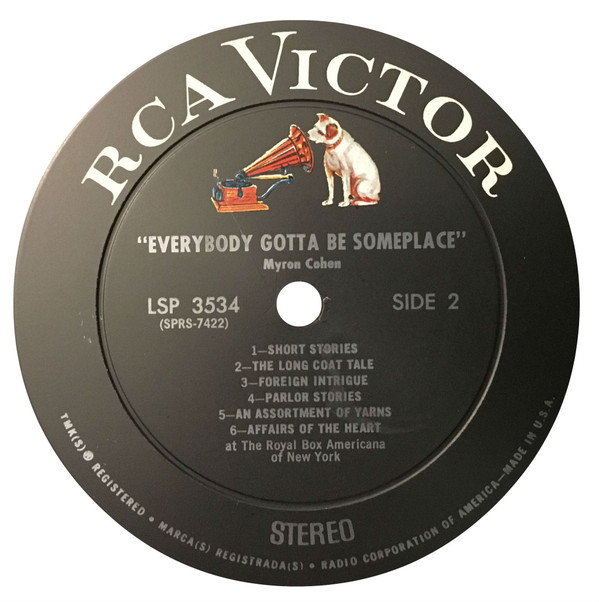 RCA VICTOR
"EVERYBODY GOTTA BE SOMEPLACE"
Myron Cohen
LSP 3534
(SPRS-7422)
SIDE 2
1—SHORT STORIES
2—THE LONG COAT TALE
3—FOREIGN INTRIGUE
4—PARLOR STORIES
5—AN ASSORTMENT OF YARNS
6—AFFAIRS OF THE HEART
at The Royal Box Americana
of New York
STEREO
TMK(S) ® REGISTERED • MARCA(S) REGISTRADA(S) • RADIO CORPORATION OF AMERICA—MADE IN U.S.A.